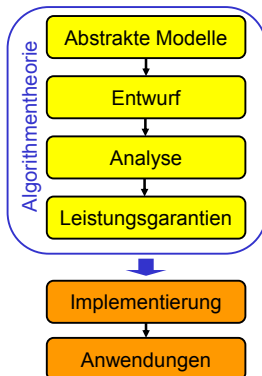 Algorithmentheorie
Abstrakte Modelle
Entwurf
Analyse
Leistungsgarantien
Implementierung
Anwendungen